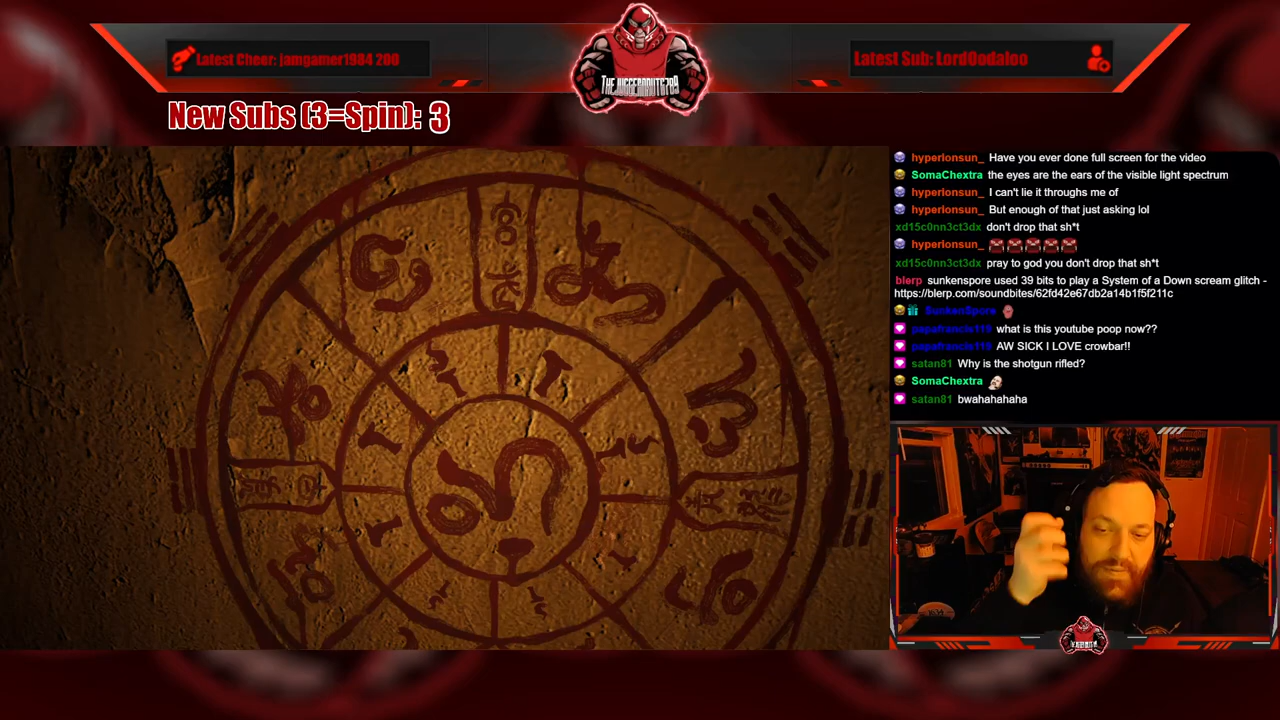 Latest Cheer: jamgamer1984 200
THEJUGGERNAUT6789
Latest Sub: LordOodaloo
New Subs (3=Spin): 3
hyperionsun_ Have you ever done full screen for the video
SomaChextra the eyes are the ears of the visible light spectrum
hyperionsun_ I can't lie it throughs me of
hyperionsun_ But enough of that just asking lol
xd15c0nn3ct3dx don't drop that sh*t
hyperionsun_
xd15c0nn3ct3dx pray to god you don't drop that sh*t
blerp sunkenspore used 39 bits to play a System of a Down scream glitch -
https://blerp.com/soundbites/62fd42e67db2a14b1f5f211c
SunkenSpore
papafrancis119 what is this youtube poop now??
papafrancis119 AW SICK I LOVE crowbar!!
satan81 Why is the shotgun rifled?
SomaChextra
satan81 bwahahahaha